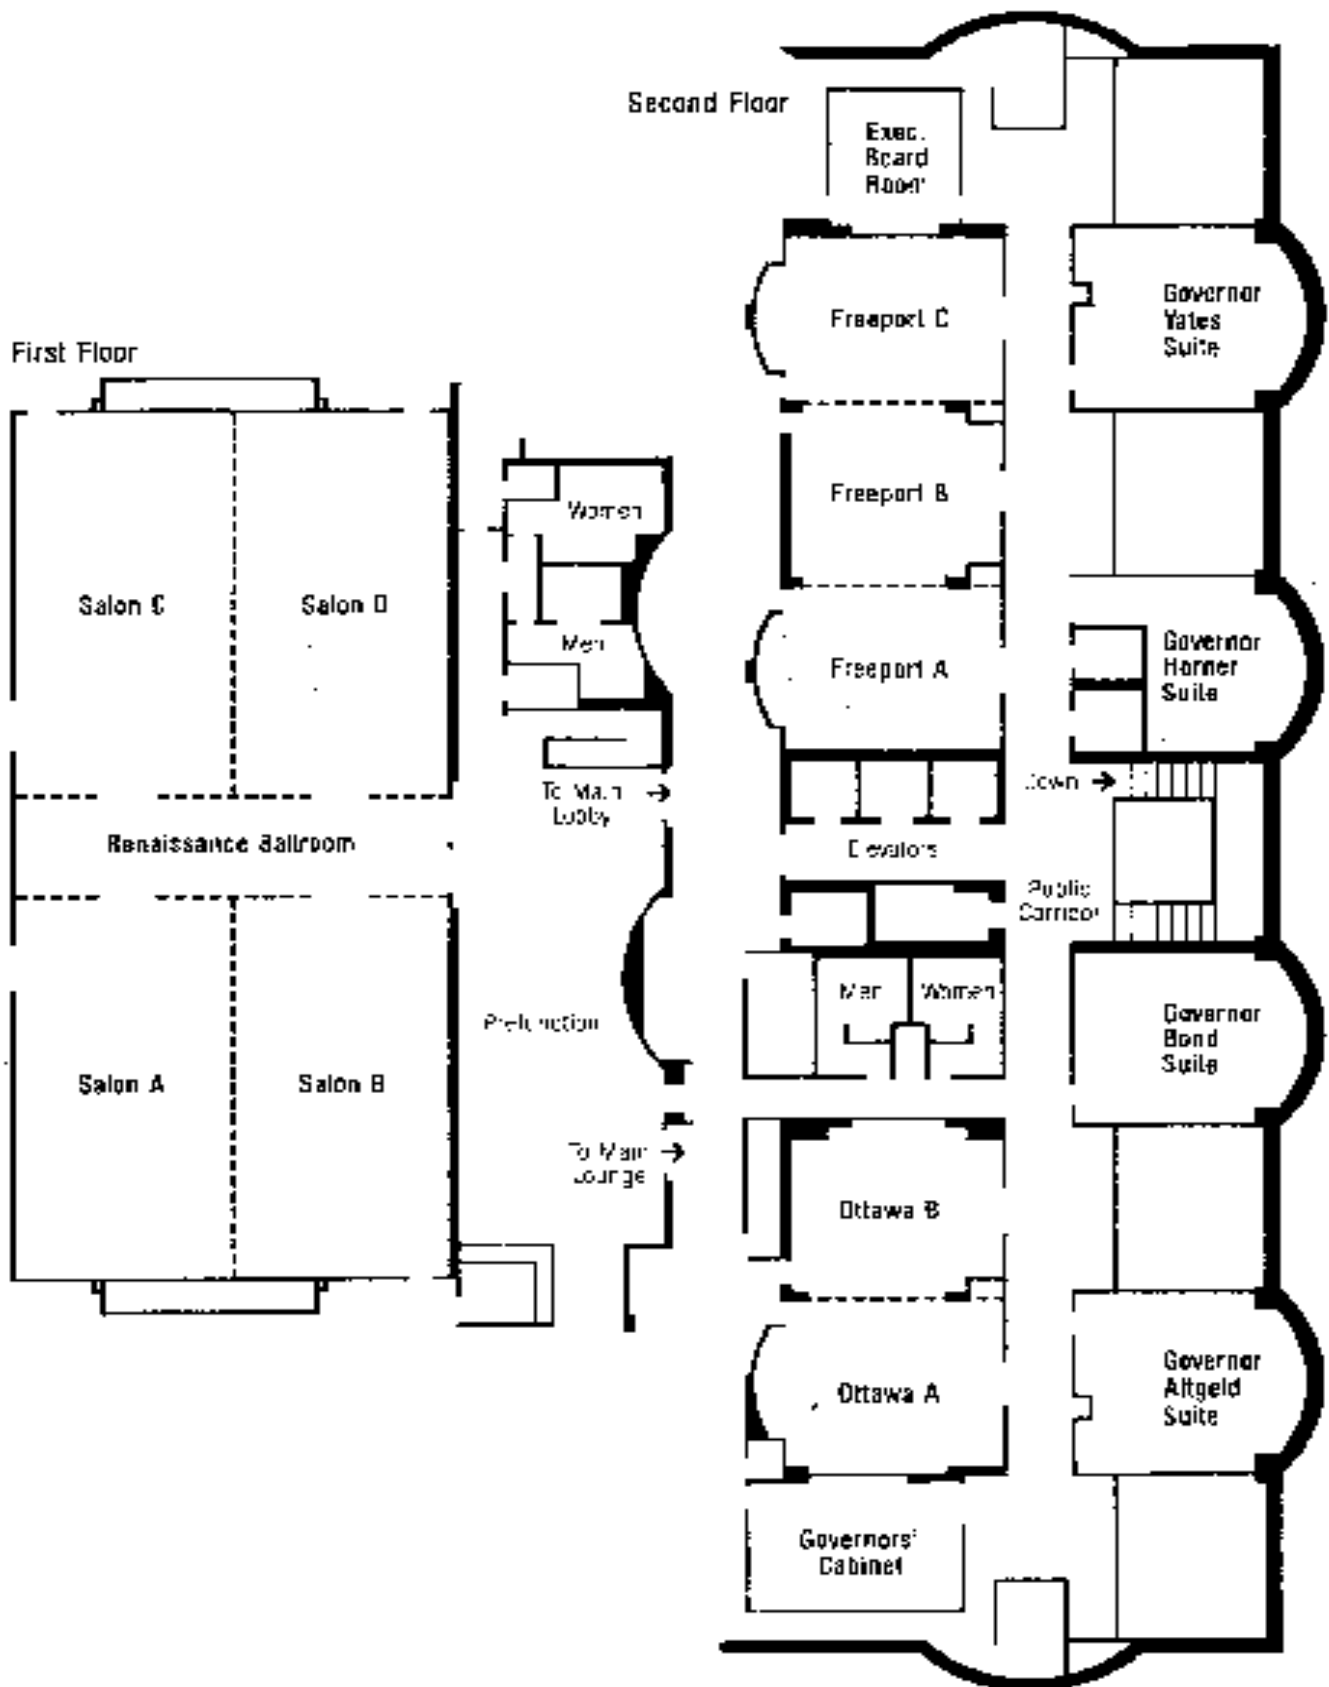 Second Floor
Exec.
Board
Room
Freeport C
Governor
Yates
Suite
First Floor
Freeport B
Women
Salon C
Salon D
Men
Freeport A
Governor
Horner
Suite
To Main →
Lobby
Down →
Renaissance Ballroom
Elevators
Public
Corridor
Men
Women
Prefunction
Governor
Bond
Suite
Salon A
Salon B
To Main →
Lounge
Ottawa B
Ottawa A
Governor
Altgeld
Suite
Governors'
Cabinet